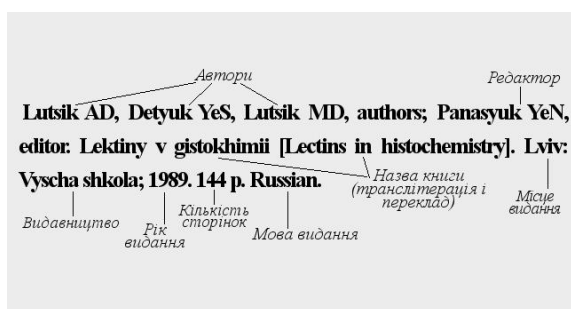 Автори
Редактор
Lutsik AD, Detyuk YeS, Lutsik MD, authors; Panasyuk YeN,
editor. Lektiny v gistokhimii [Lectins in histochemistry]. Lviv:
Vyscha shkola; 1989. 144 p. Russian.
Видавництво
Рік
видання
Кількість
сторінок
Мова видання
Назва книги
(транслітерація і
переклад)
Місце
видання